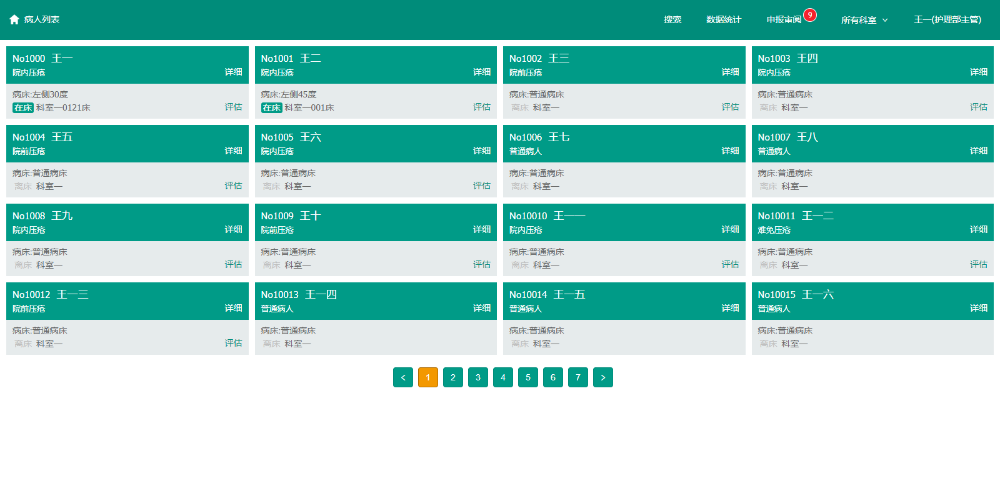 病人列表 搜索 数据统计 申报审阅 9 所有科室 王一(护理部主管)
No1000 王一
院内压疮 详细
病床:左侧30度
在床 科室一0121床 评估
No1001 王二
院内压疮 详细
病床:左侧45度
在床 科室一001床 评估
No1002 王三
院前压疮 详细
病床:普通病床
离床 科室一 评估
No1003 王四
院内压疮 详细
病床:普通病床
离床 科室一 评估
No1004 王五
院前压疮 详细
病床:普通病床
离床 科室一 评估
No1005 王六
院内压疮 详细
病床:普通病床
离床 科室一 评估
No1006 王七
普通病人 详细
病床:普通病床
离床 科室一
No1007 王八
普通病人 详细
病床:普通病床
离床 科室一
No1008 王九
院内压疮 详细
病床:普通病床
离床 科室一 评估
No1009 王十
院前压疮 详细
病床:普通病床
离床 科室一 评估
No10010 王一一
院内压疮 详细
病床:普通病床
离床 科室一 评估
No10011 王一二
难免压疮 详细
病床:普通病床
离床 科室一 评估
No10012 王一三
院前压疮 详细
病床:普通病床
离床 科室一 评估
No10013 王一四
普通病人 详细
病床:普通病床
离床 科室一
No10014 王一五
普通病人 详细
病床:普通病床
离床 科室一
No10015 王一六
普通病人 详细
病床:普通病床
离床 科室一
< 1 2 3 4 5 6 7 >